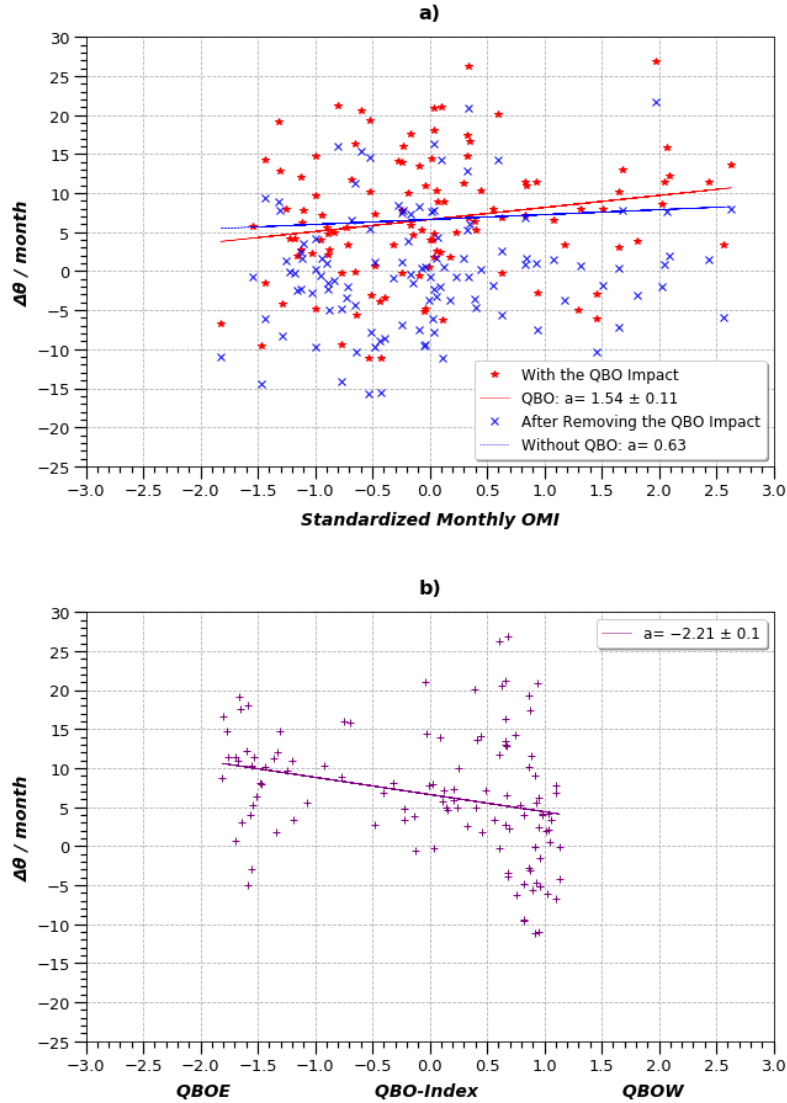 a)
30
25
20
15
10
5
0
−5
−10
−15
−20
−25
Δθ / month
With the QBO Impact
QBO: a= 1.54 ± 0.11
After Removing the QBO Impact
Without QBO: a= 0.63
−3.0 −2.5 −2.0 −1.5 −1.0 −0.5 0.0 0.5 1.0 1.5 2.0 2.5 3.0
Standardized Monthly OMI
b)
30
25
20
15
10
5
0
−5
−10
−15
−20
−25
Δθ / month
a= −2.21 ± 0.1
−3.0 −2.5 −2.0 −1.5 −1.0 −0.5 0.0 0.5 1.0 1.5 2.0 2.5 3.0
QBOE QBO-Index QBOW